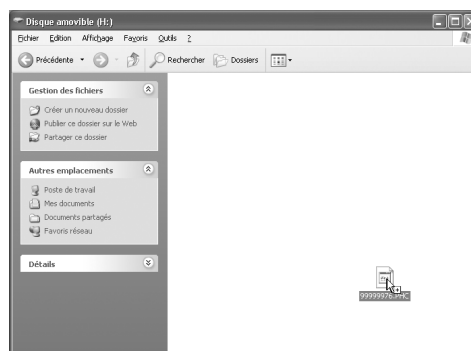 Disque amovible (H:)
Fichier Edition Affichage Favoris Outils ?
Précédente Rechercher Dossiers
Gestion des fichiers
Créer un nouveau dossier
Publier ce dossier sur le Web
Partager ce dossier
Autres emplacements
Poste de travail
Mes documents
Documents partagés
Favoris réseau
Détails
99999976.PHC